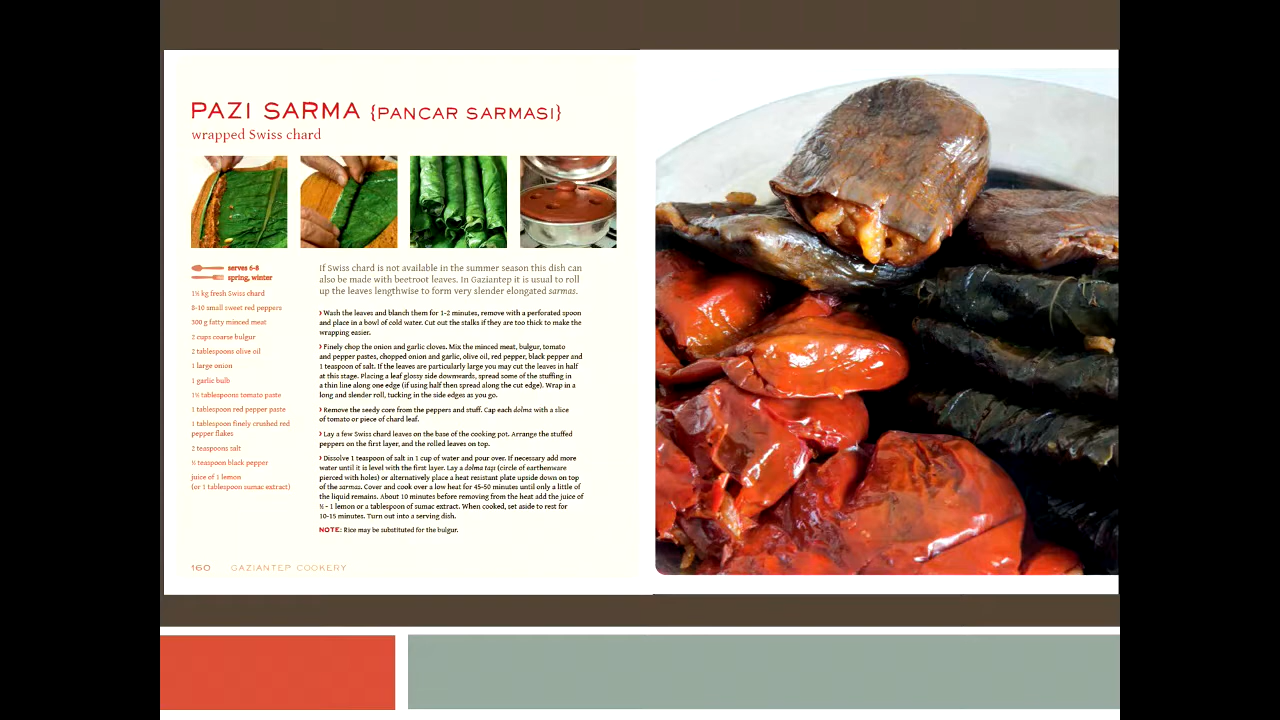 PAZI SARMA {PANCAR SARMASI}
wrapped Swiss chard
serves 6-8
spring, winter
1½ kg fresh Swiss chard
8-10 small sweet red peppers
300 g fatty minced meat
2 cups coarse bulgur
2 tablespoons olive oil
1 large onion
1 garlic bulb
1½ tablespoons tomato paste
1 tablespoon red pepper paste
1 tablespoon finely crushed red
pepper flakes
2 teaspoons salt
½ teaspoon black pepper
juice of 1 lemon
(or 1 tablespoon sumac extract)
If Swiss chard is not available in the summer season this dish can
also be made with beetroot leaves. In Gaziantep it is usual to roll
up the leaves lengthwise to form very slender elongated sarmas.
› Wash the leaves and blanch them for 1-2 minutes, remove with a perforated spoon
and place in a bowl of cold water. Cut out the stalks if they are too thick to make the
wrapping easier.
› Finely chop the onion and garlic cloves. Mix the minced meat, bulgur, tomato
and pepper pastes, chopped onion and garlic, olive oil, red pepper, black pepper and
1 teaspoon of salt. If the leaves are particularly large you may cut the leaves in half
at this stage. Placing a leaf glossy side downwards, spread some of the stuffing in
a thin line along one edge (if using half then spread along the cut edge). Wrap in a
long and slender roll, tucking in the side edges as you go.
› Remove the seedy core from the peppers and stuff. Cap each dolma with a slice
of tomato or piece of chard leaf.
› Lay a few Swiss chard leaves on the base of the cooking pot. Arrange the stuffed
peppers on the first layer, and the rolled leaves on top.
› Dissolve 1 teaspoon of salt in 1 cup of water and pour over. If necessary add more
water until it is level with the first layer. Lay a dolma taşı (circle of earthenware
pierced with holes) or alternatively place a heat resistant plate upside down on top
of the sarmas. Cover and cook over a low heat for 45-50 minutes until only a little of
the liquid remains. About 10 minutes before removing from the heat add the juice of
½ - 1 lemon or a tablespoon of sumac extract. When cooked, set aside to rest for
10-15 minutes. Turn out into a serving dish.
NOTE: Rice may be substituted for the bulgur.
160 GAZIANTEP COOKERY